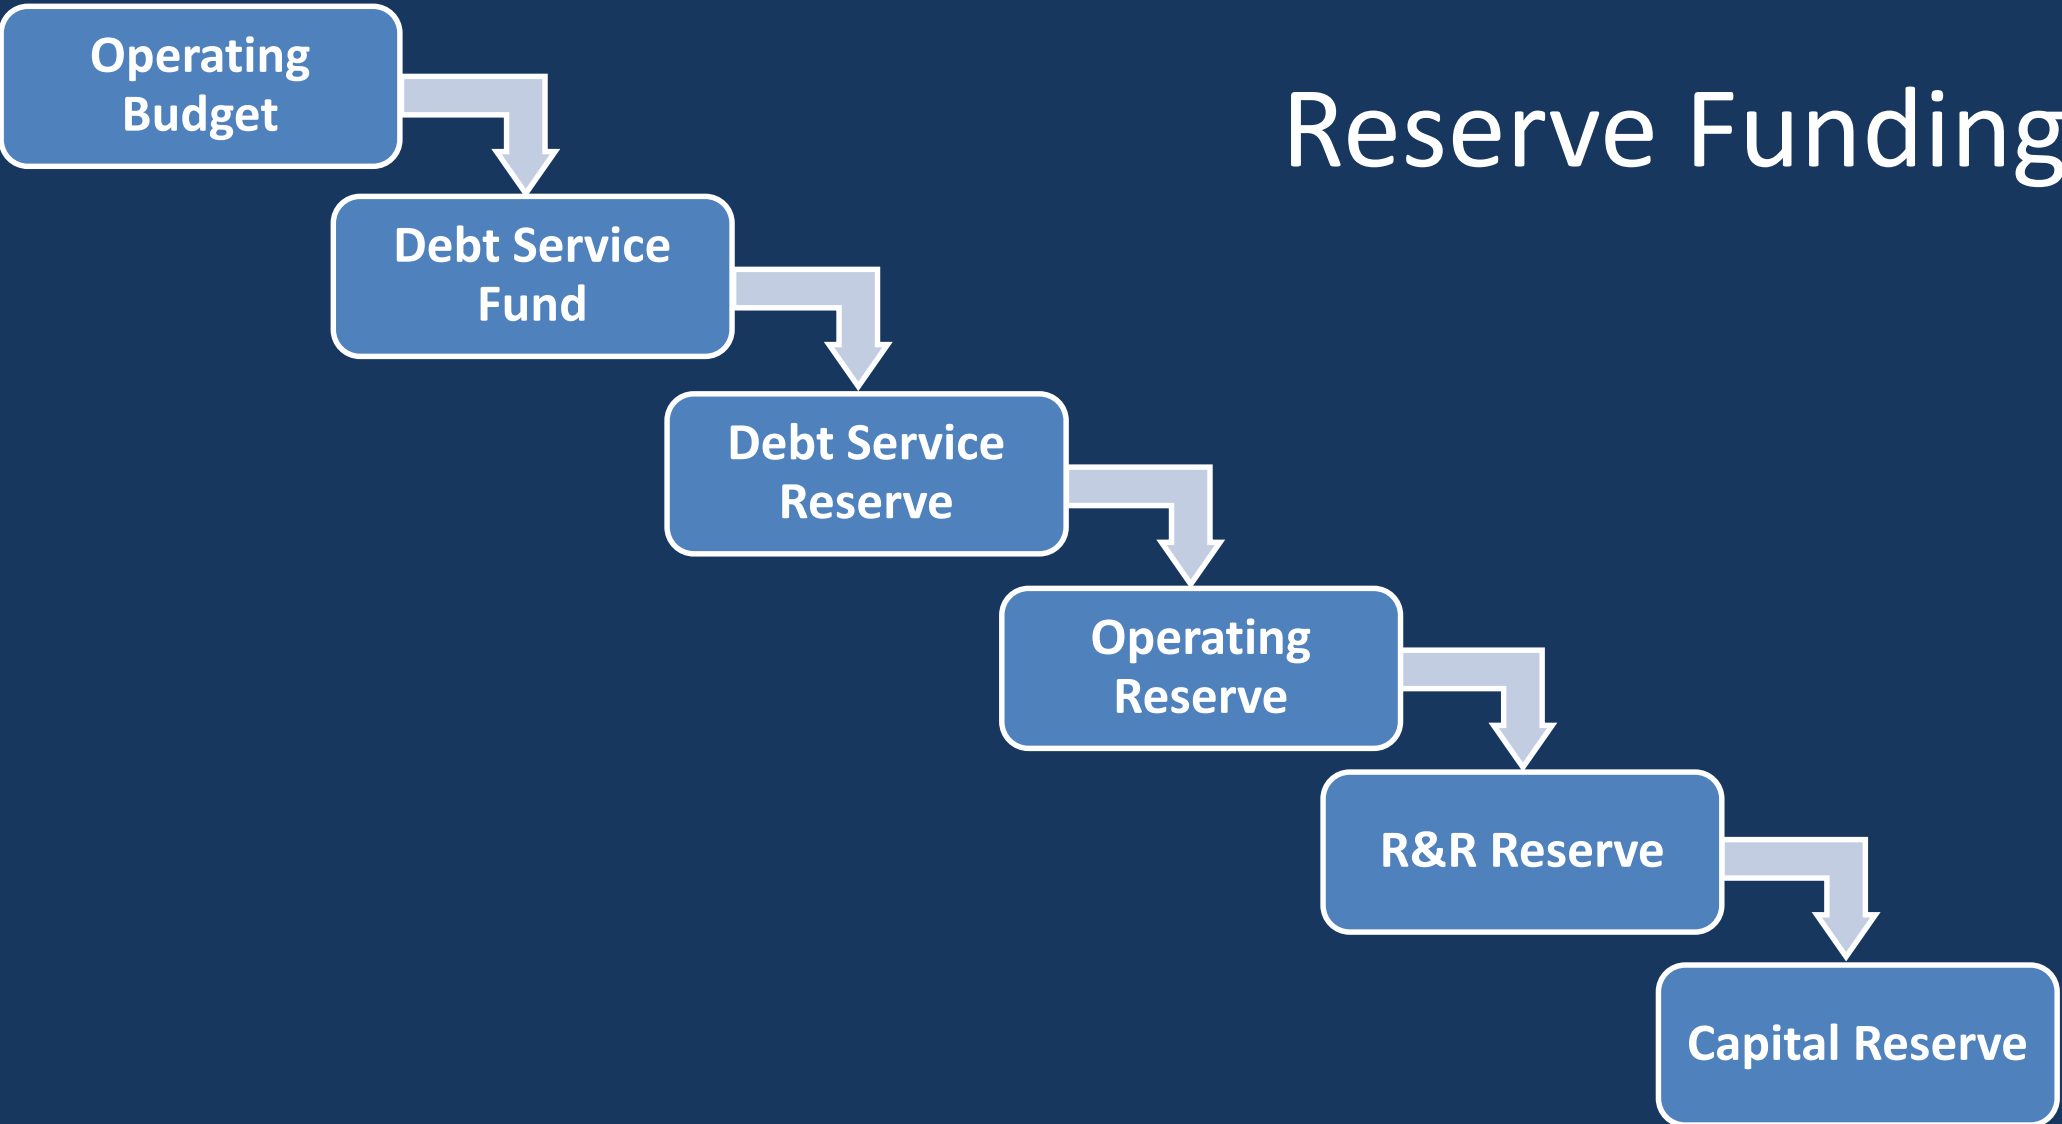 Reserve Funding
Operating
Budget
Debt Service
Fund
Debt Service
Reserve
Operating
Reserve
R&R Reserve
Capital Reserve